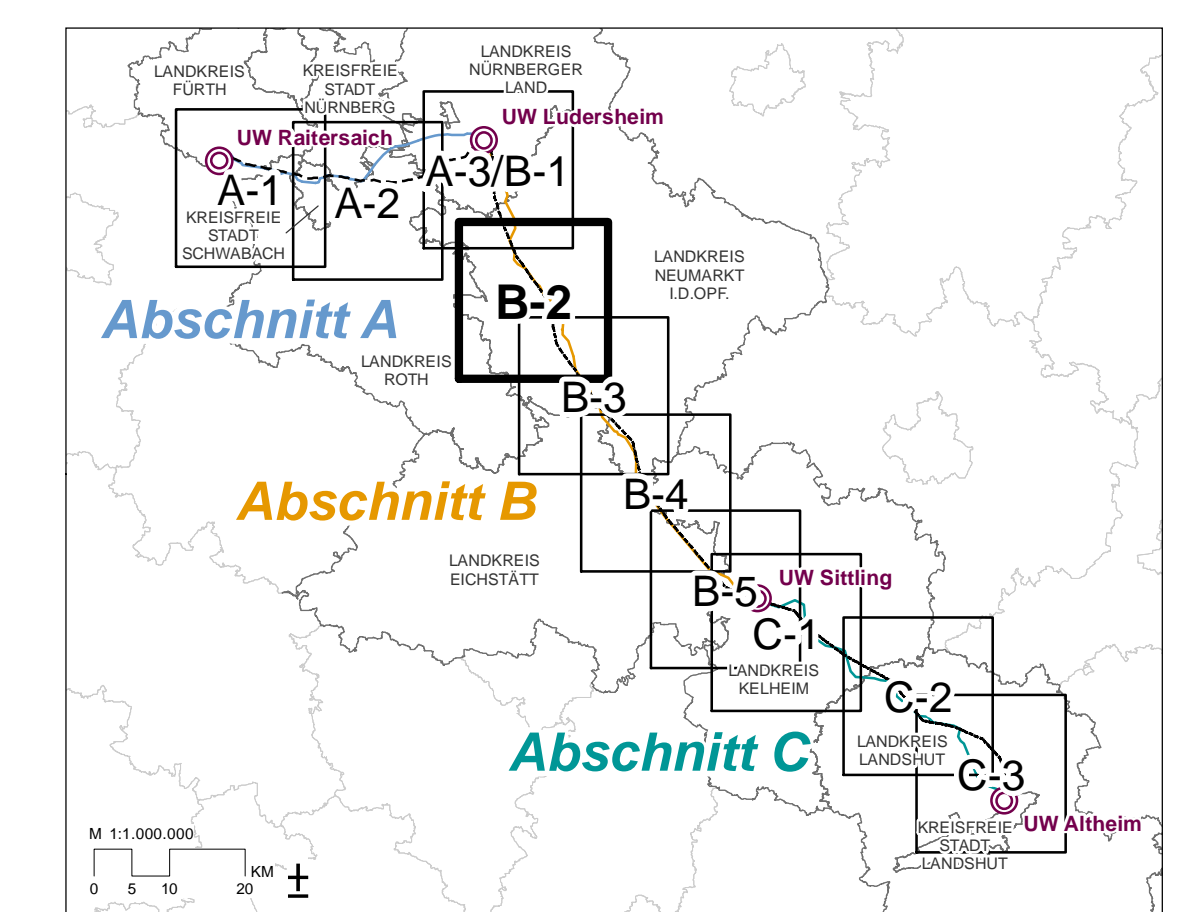 LANDKREIS
FÜRTH
KREISFREIE
STADT
NÜRNBERG
LANDKREIS
NÜRNBERGER
LAND
UW Raitersaich
UW Ludersheim
A-1
A-2
A-3/B-1
KREISFREIE
STADT
SCHWABACH
LANDKREIS
NEUMARKT
I.D.OPF.
B-2
Abschnitt A
LANDKREIS
ROTH
B-3
Abschnitt B
B-4
LANDKREIS
EICHSTÄTT
B-5
UW Sittling
C-1
LANDKREIS
KELHEIM
C-2
Abschnitt C
LANDKREIS
LANDSHUT
C-3
UW Altheim
KREISFREIE
STADT
LANDSHUT
M 1:1.000.000
KM
0 5 10 20